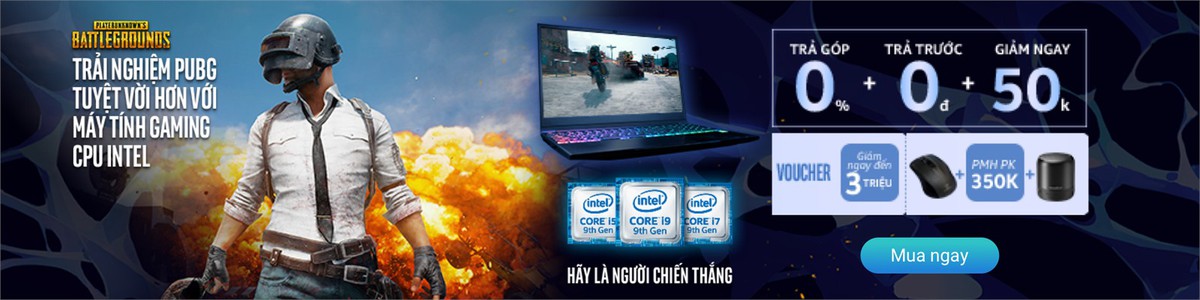 PLAYERUNKNOWN'S
BATTLEGROUNDS
TRẢI NGHIỆM PUBG
TUYỆT VỜI HƠN VỚI
MÁY TÍNH GAMING
CPU INTEL
intel
CORE i5
9th Gen
intel
CORE i9
9th Gen
intel
CORE i7
9th Gen
HÃY LÀ NGƯỜI CHIẾN THẮNG
TRẢ GÓP
0%
+
TRẢ TRƯỚC
0đ
+
GIẢM NGAY
50k
VOUCHER
Giảm
ngay đến
3 TRIỆU
+
PMH PK
350K
+
Mua ngay